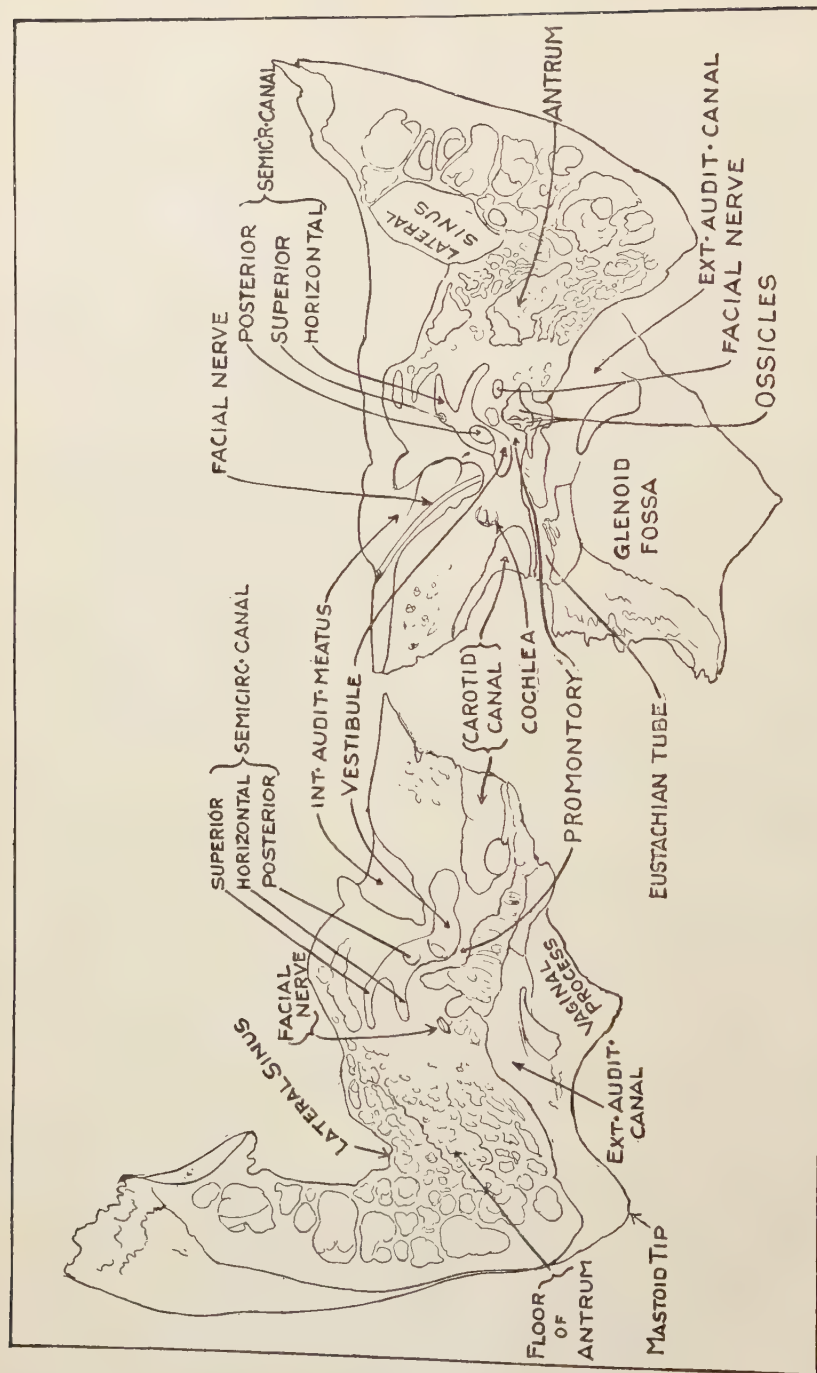 SUPERIOR
HORIZONTAL
POSTERIOR
SEMICIRC·CANAL
LATERAL SINUS
FACIAL
NERVE
INT·AUDIT·MEATUS
VESTIBULE
CAROTID
CANAL
COCHLEA
PROMONTORY
EUSTACHIAN TUBE
VAGINAL
PROCESS
EXT·AUDIT·
CANAL
FLOOR
OF
ANTRUM
MASTOID TIP
FACIAL NERVE
POSTERIOR
SUPERIOR
HORIZONTAL
SEMIC'R·CANAL
LATERAL
SINUS
ANTRUM
EXT·AUDIT·CANAL
FACIAL NERVE
OSSICLES
GLENOID
FOSSA